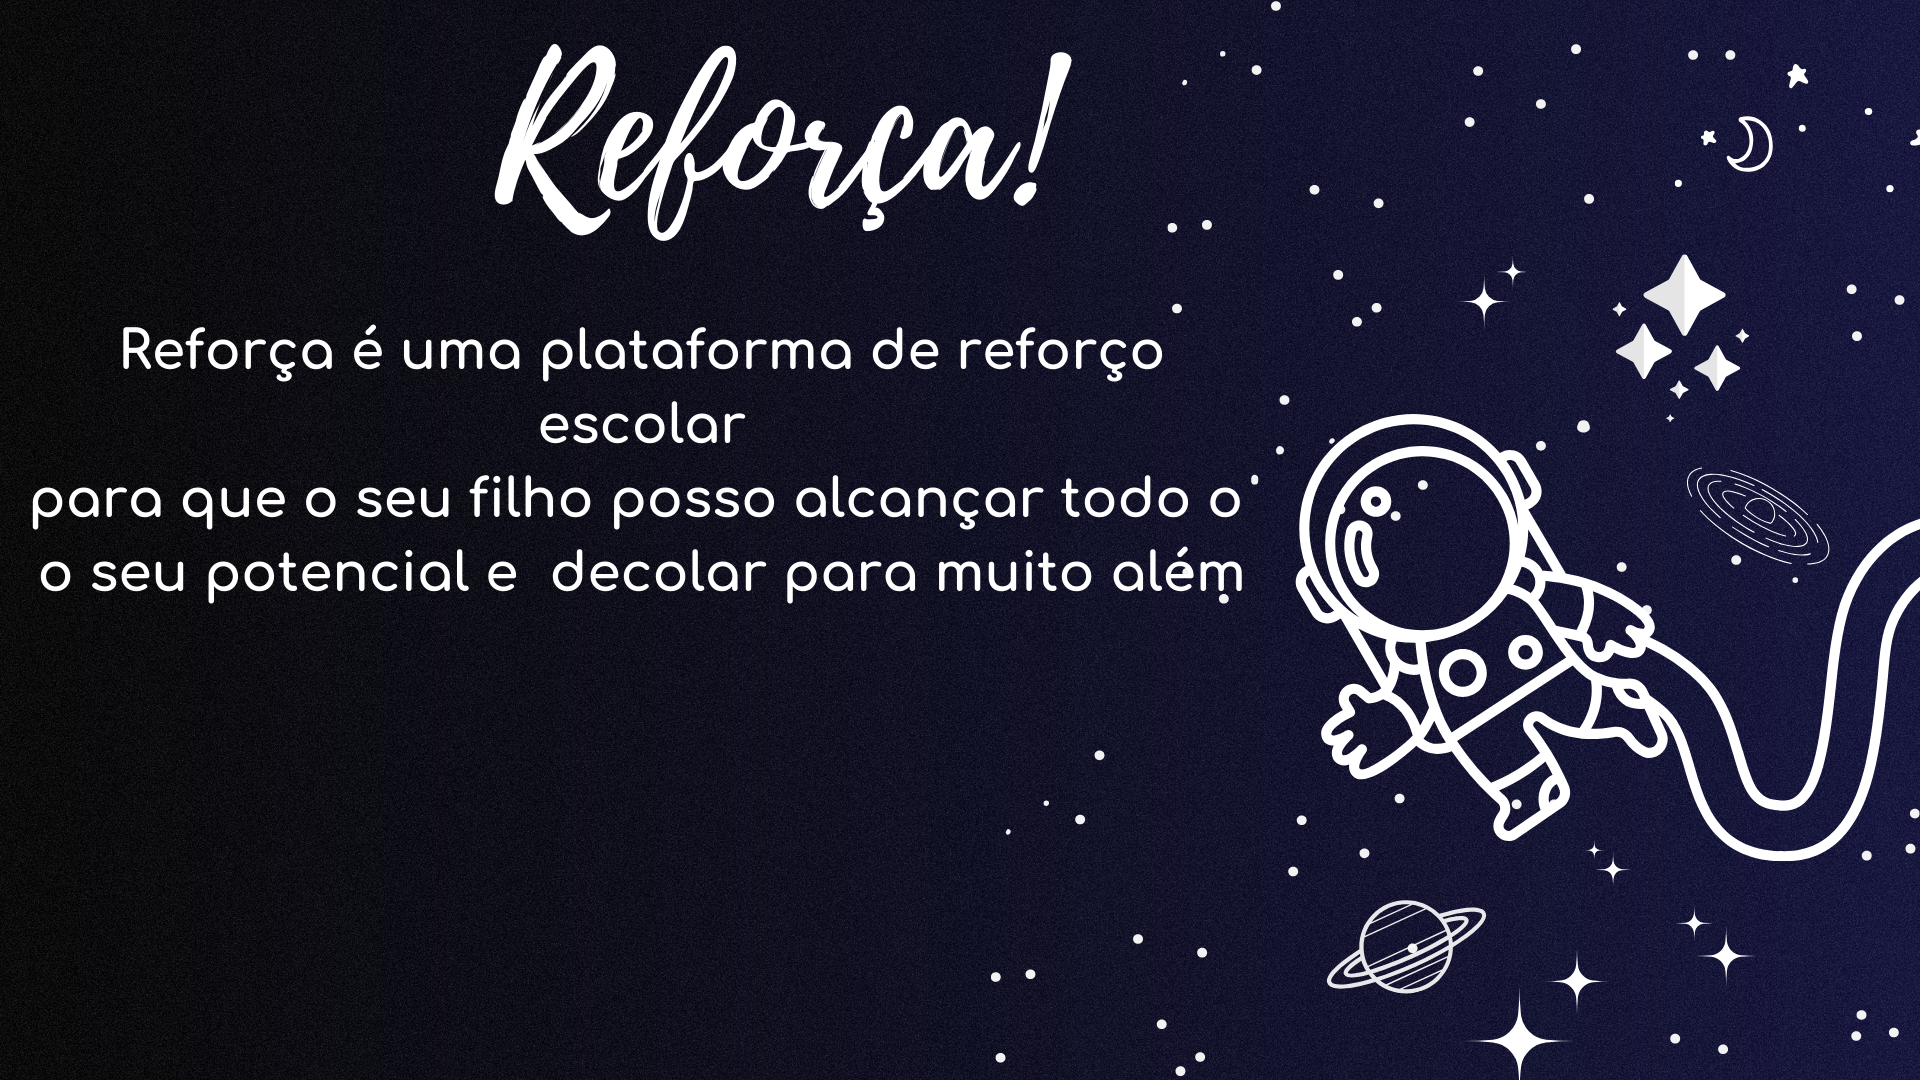 Reforça!
Reforça é uma plataforma de reforço
escolar
para que o seu filho posso alcançar todo o
o seu potencial e  decolar para muito além